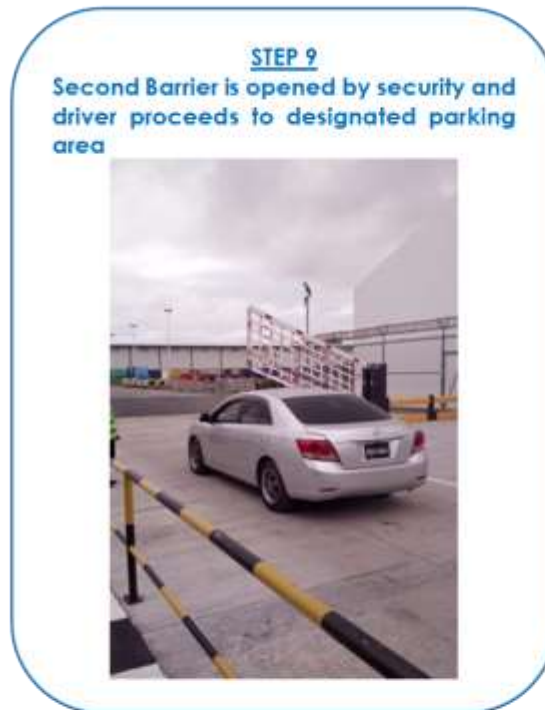 STEP 9
Second Barrier is opened by security and
driver proceeds to designated parking
area